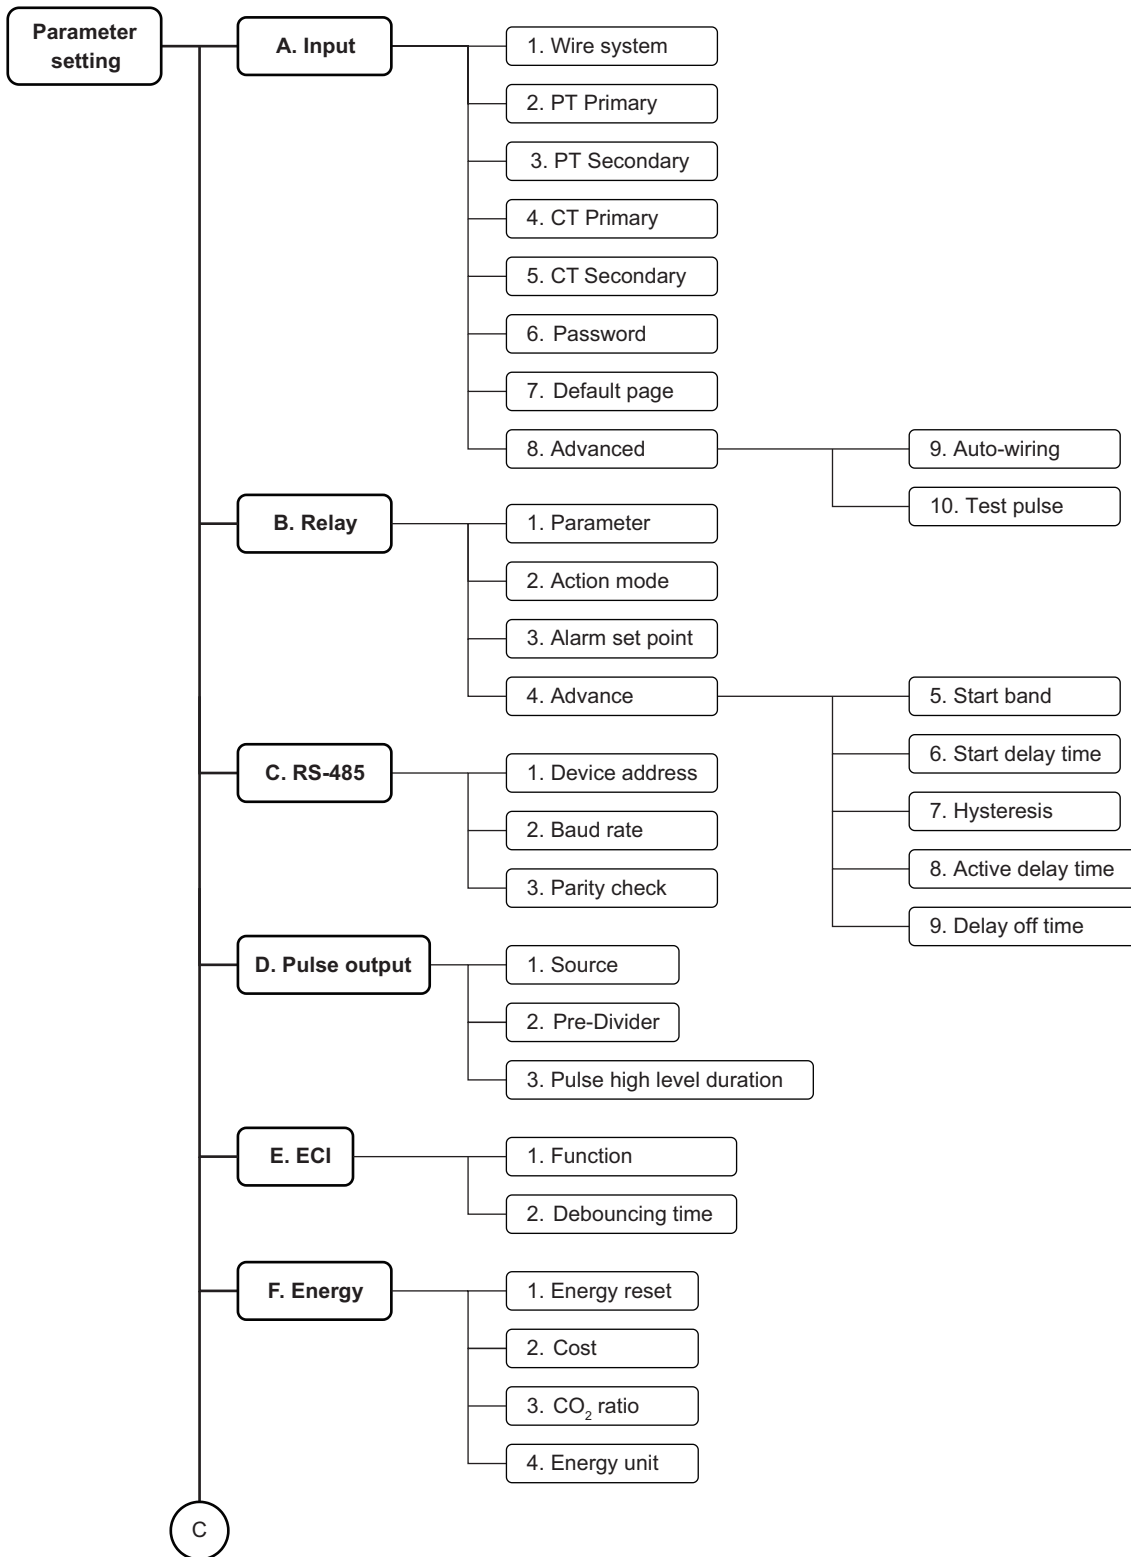 Parameter
setting
A. Input
1. Wire system
2. PT Primary
3. PT Secondary
4. CT Primary
5. CT Secondary
6. Password
7. Default page
8. Advanced
9. Auto-wiring
10. Test pulse
B. Relay
1. Parameter
2. Action mode
3. Alarm set point
4. Advance
5. Start band
6. Start delay time
7. Hysteresis
8. Active delay time
9. Delay off time
C. RS-485
1. Device address
2. Baud rate
3. Parity check
D. Pulse output
1. Source
2. Pre-Divider
3. Pulse high level duration
E. ECI
1. Function
2. Debouncing time
F. Energy
1. Energy reset
2. Cost
3. CO₂ ratio
4. Energy unit
C